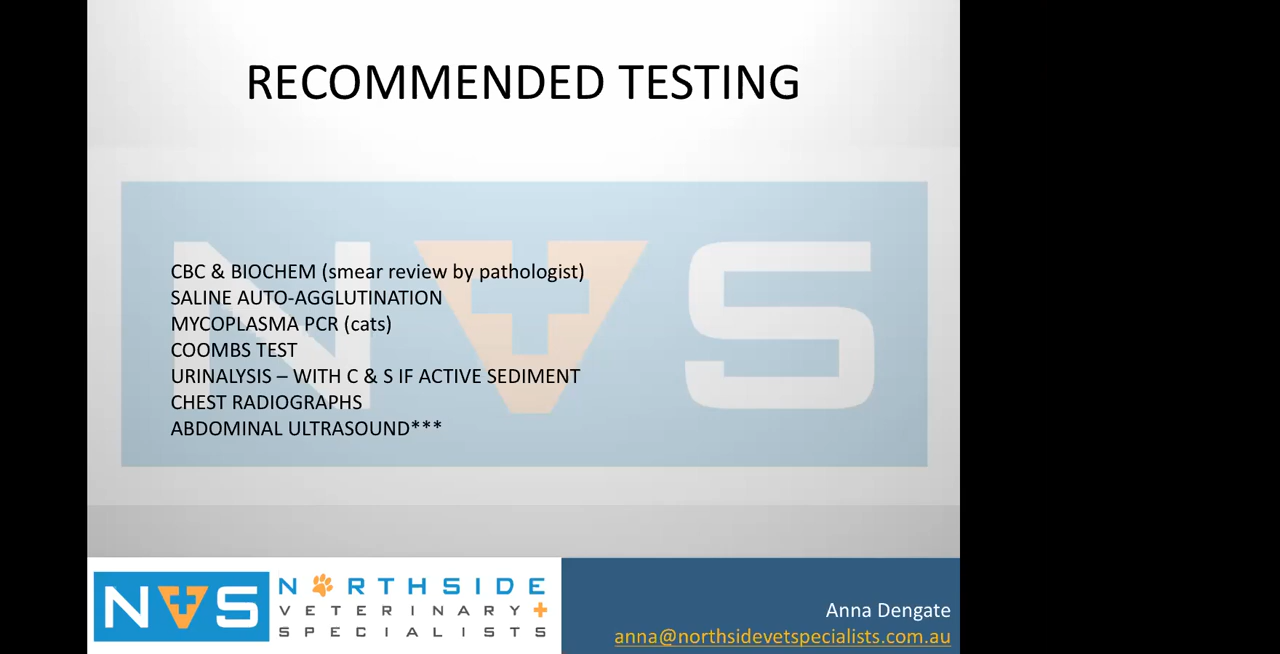 RECOMMENDED TESTING
NVS
CBC & BIOCHEM (smear review by pathologist)
SALINE AUTO-AGGLUTINATION
MYCOPLASMA PCR (cats)
COOMBS TEST
URINALYSIS – WITH C & S IF ACTIVE SEDIMENT
CHEST RADIOGRAPHS
ABDOMINAL ULTRASOUND***
NVS
NORTHSIDE
VETERINARY
SPECIALISTS
Anna Dengate
anna@northsidevetspecialists.com.au